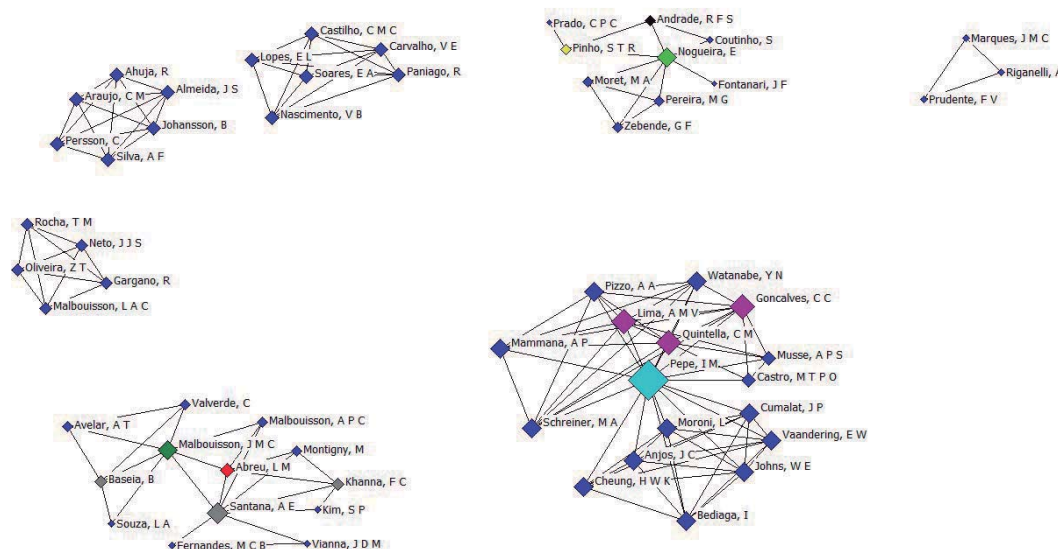 Ahuja, R
Almeida, J S
Araujo, C M
Johansson, B
Persson, C
Silva, A F
Castilho, C M C
Carvalho, V E
Lopes, E L
Soares, E A
Paniago, R
Nascimento, V B
Prado, C P C
Andrade, R F S
Coutinho, S
Pinho, S T R
Nogueira, E
Moret, M A
Fontanari, J F
Pereira, M G
Zebende, G F
Marques, J M C
Riganelli, A
Prudente, F V
Rocha, T M
Neto, J J S
Oliveira, Z T
Gargano, R
Malbouisson, L A C
Watanabe, Y N
Pizzo, A A
Goncalves, C C
Lima, A M V
Quintella, C M
Mammana, A P
Musse, A P S
Pepe, I M
Castro, M T P O
Schreiner, M A
Cumalat, J P
Moroni, L
Vaandering, E W
Anjos, J C
Johns, W E
Cheung, H W K
Bediaga, I
Valverde, C
Avelar, A T
Malbouisson, A P C
Malbouisson, J M C
Montigny, M
Abreu, L M
Baseia, B
Khanna, F C
Santana, A E
Kim, S P
Souza, L A
Fernandes, M C B
Vianna, J D M